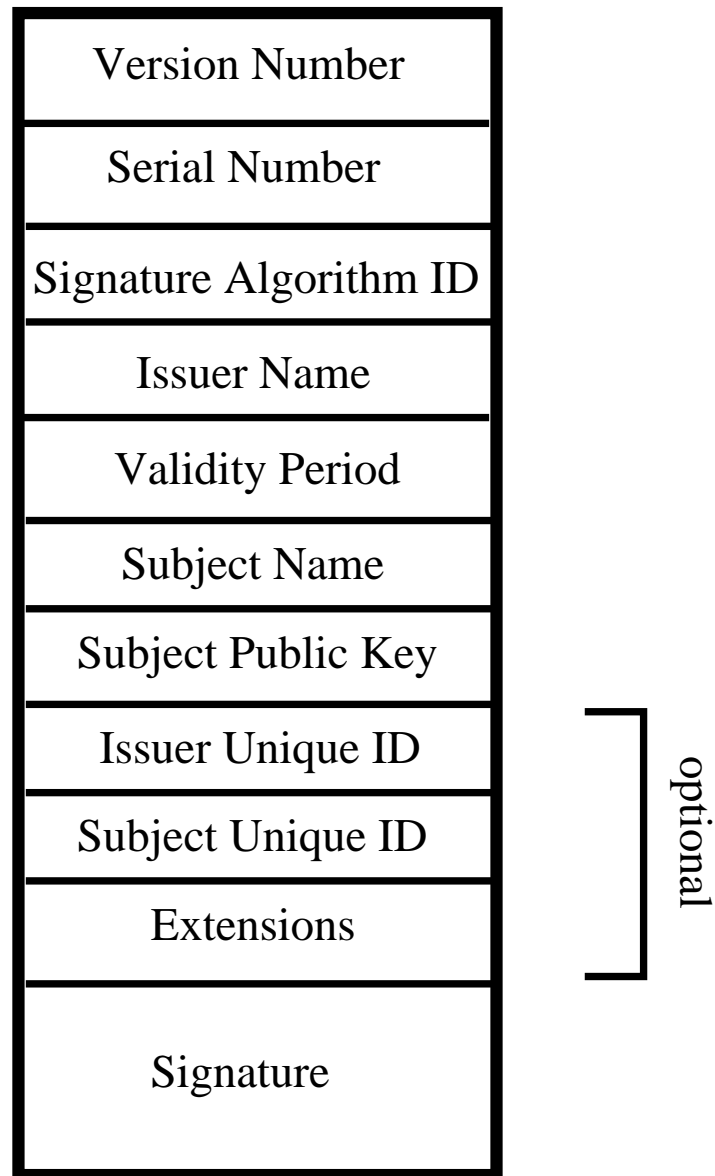 Version Number
Serial Number
Signature Algorithm ID
Issuer Name
Validity Period
Subject Name
Subject Public Key
Issuer Unique ID
Subject Unique ID
Extensions
optional
Signature